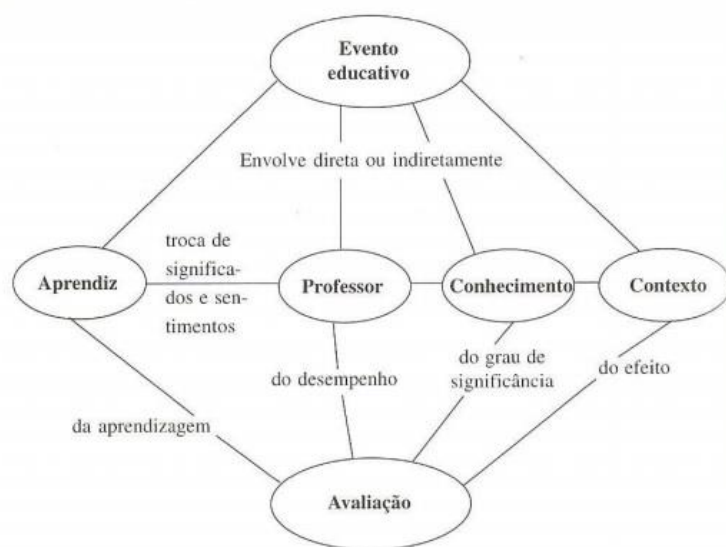 Evento
educativo
Envolve direta ou indiretamente
troca de
significa-
dos e sen-
timentos
Aprendiz
Professor
Conhecimento
Contexto
do desempenho
do grau de
significância
do efeito
da aprendizagem
Avaliação